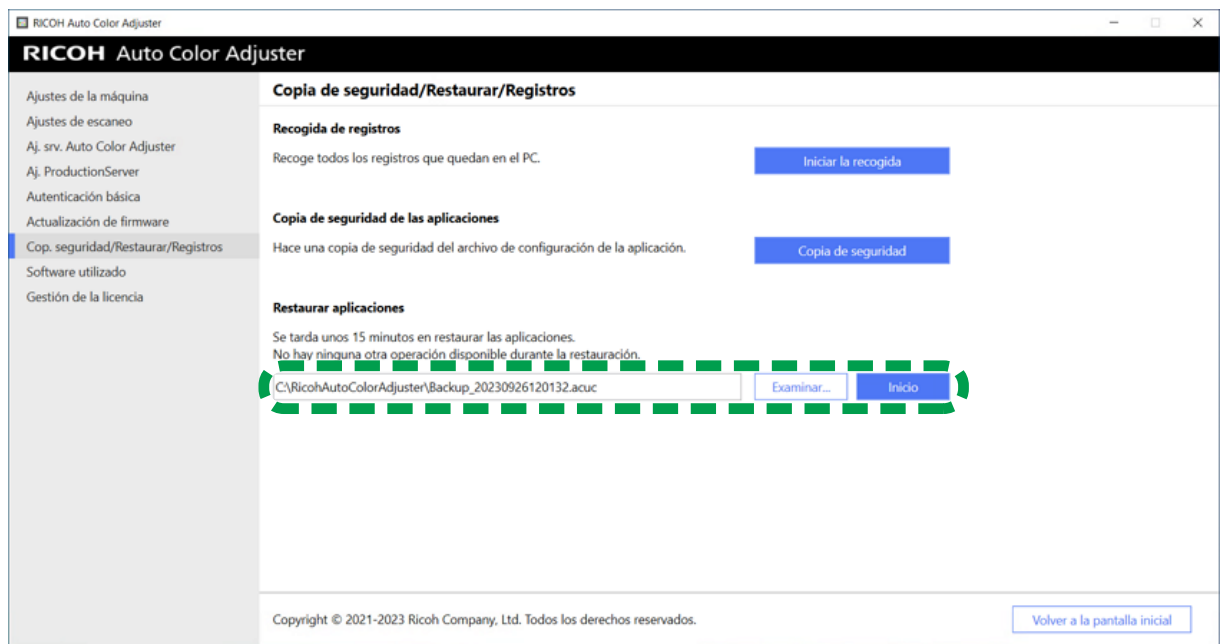 RICOH Auto Color Adjuster
RICOH Auto Color Adjuster
Ajustes de la máquina
Ajustes de escaneo
Aj. srv. Auto Color Adjuster
Aj. ProductionServer
Autenticación básica
Actualización de firmware
Cop. seguridad/Restaurar/Registros
Software utilizado
Gestión de la licencia
Copia de seguridad/Restaurar/Registros
Recogida de registros
Recoge todos los registros que quedan en el PC.
Iniciar la recogida
Copia de seguridad de las aplicaciones
Hace una copia de seguridad del archivo de configuración de la aplicación.
Copia de seguridad
Restaurar aplicaciones
Se tarda unos 15 minutos en restaurar las aplicaciones.
No hay ninguna otra operación disponible durante la restauración.
C:\RicohAutoColorAdjuster\Backup_20230926120132.acuc
Examinar...
Inicio
Copyright © 2021-2023 Ricoh Company, Ltd. Todos los derechos reservados.
Volver a la pantalla inicial